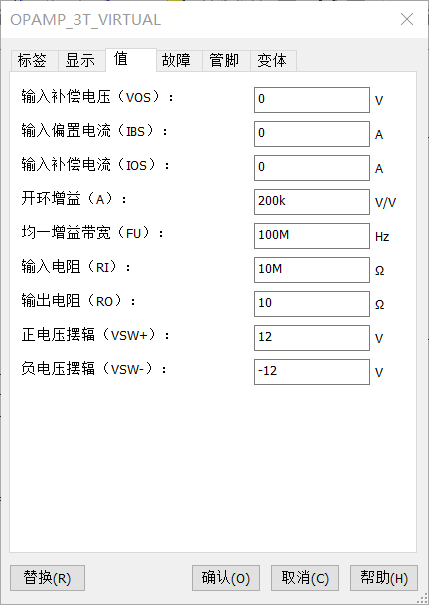 OPAMP_3T_VIRTUAL
标签 显示 值 故障 管脚 变体
输入补偿电压（VOS）： 0 V
输入偏置电流（IBS）： 0 A
输入补偿电流（IOS）： 0 A
开环增益（A）： 200k V/V
均一增益带宽（FU）： 100M Hz
输入电阻（RI）： 10M Ω
输出电阻（RO）： 10 Ω
正电压摆辐（VSW+）： 12 V
负电压摆辐（VSW-）： -12 V
替换(R) 确认(O) 取消(C) 帮助(H)